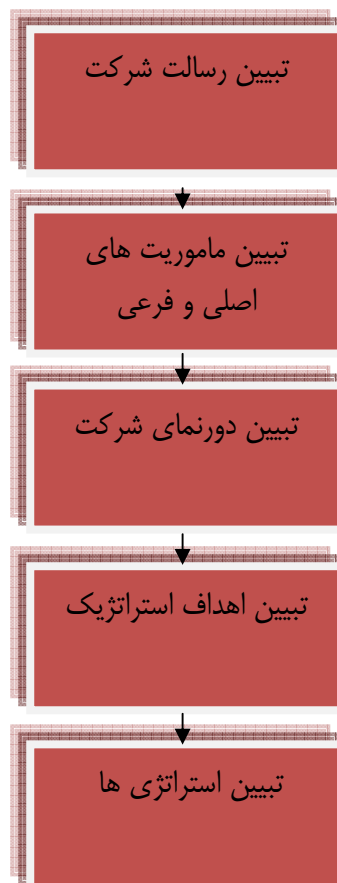 تبیین رسالت شرکت
تبیین ماموریت های
اصلی و فرعی
تبیین دورنمای شرکت
تبیین اهداف استراتژیک
تبیین استراتژی ها